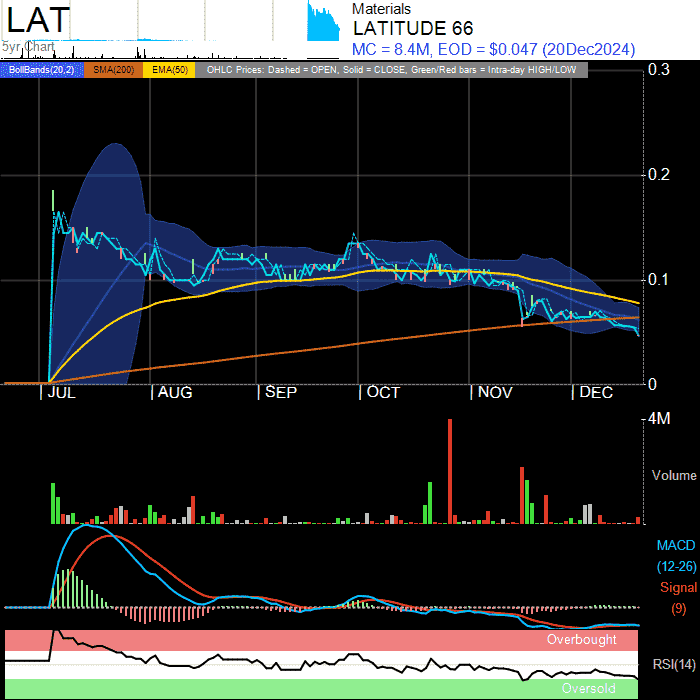 LAT
5yr Chart
Materials
LATITUDE 66
MC = 8.4M, EOD = $0.047 (20Dec2024)
BollBands(20,2) SMA(200) EMA(50) OHLC Prices: Dashed = OPEN, Solid = CLOSE, Green/Red bars = Intra-day HIGH/LOW
0.3
0.2
0.1
0
JUL AUG SEP OCT NOV DEC
4M
Volume
MACD
(12-26)
Signal
(9)
Overbought
RSI(14)
Oversold